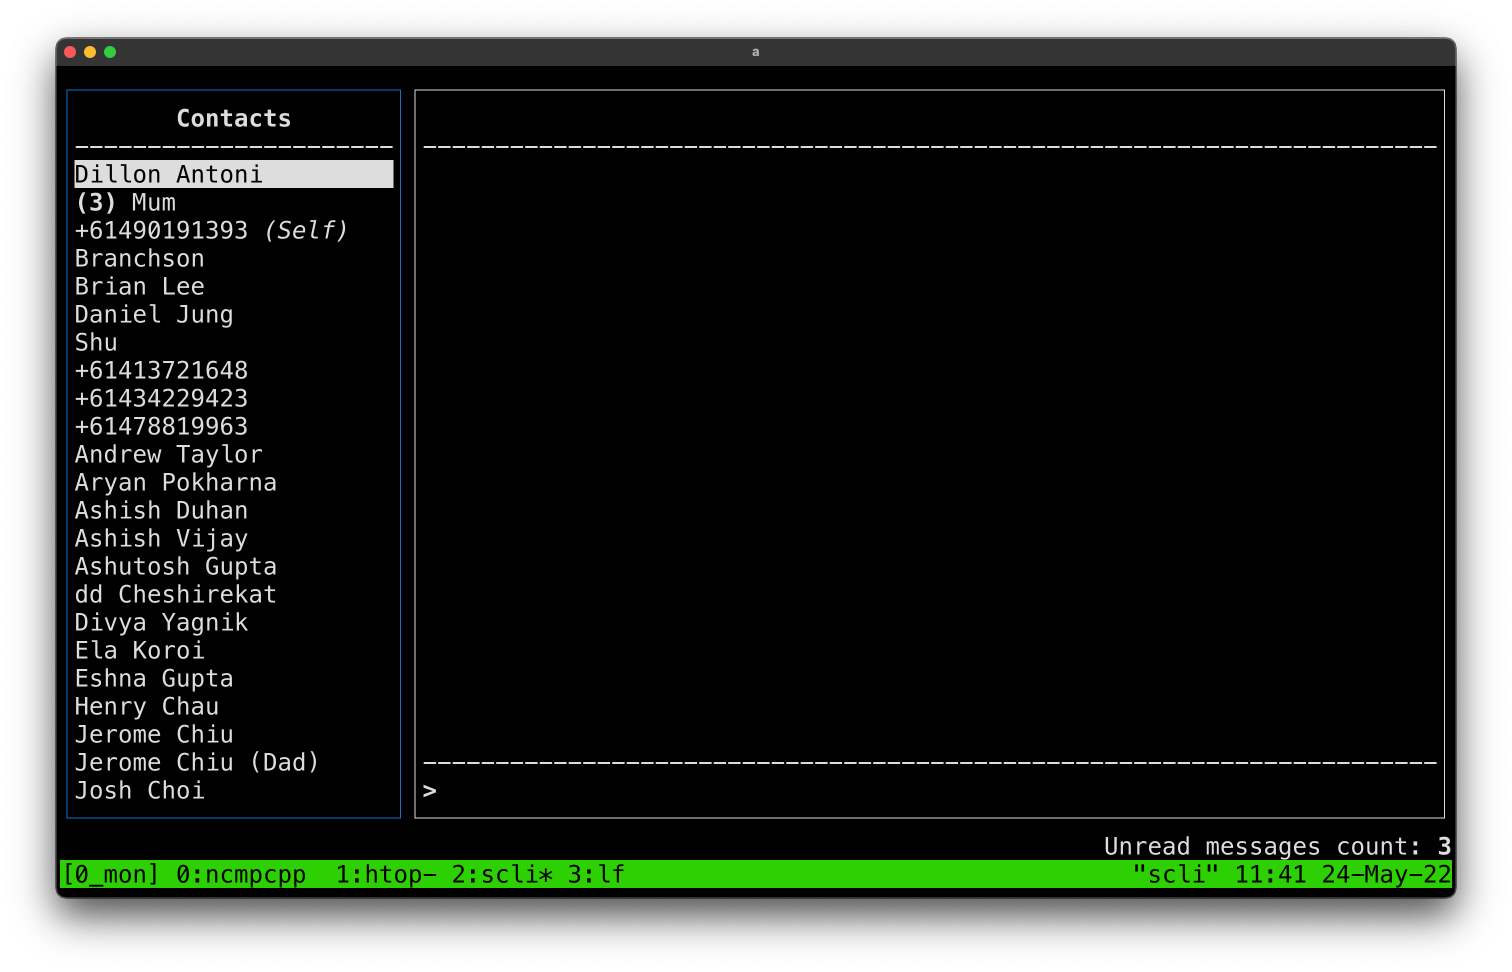 a
Contacts
Dillon Antoni
(3) Mum
+61490191393 (Self)
Branchson
Brian Lee
Daniel Jung
Shu
+61413721648
+61434229423
+61478819963
Andrew Taylor
Aryan Pokharna
Ashish Duhan
Ashish Vijay
Ashutosh Gupta
dd Cheshirekat
Divya Yagnik
Ela Koroi
Eshna Gupta
Henry Chau
Jerome Chiu
Jerome Chiu (Dad)
Josh Choi
>
Unread messages count: 3
[0_mon] 0:ncmpcpp  1:htop- 2:scli* 3:lf "scli" 11:41 24-May-22